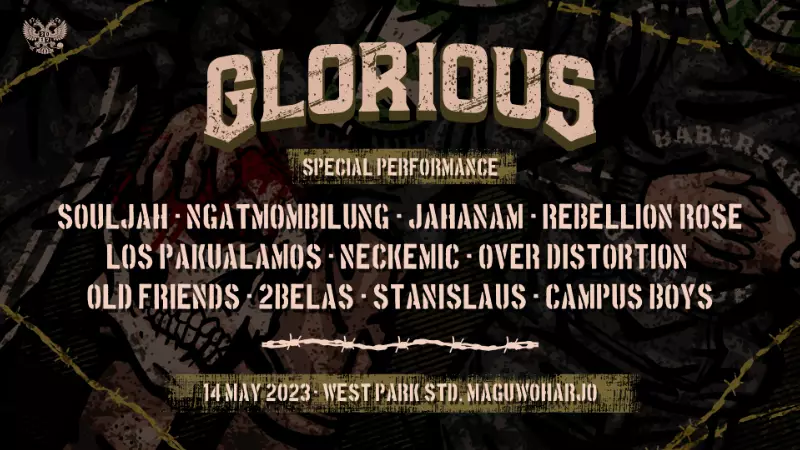 GLORIOUS
SPECIAL PERFORMANCE
BABARSAR
SOULJAH · NGATMOMBILUNG · JAHANAM · REBELLION ROSE
LOS PAKUALAMOS · NECKEMIC · OVER DISTORTION
OLD FRIENDS · 2BELAS · STANISLAUS · CAMPUS BOYS
14 MAY 2023 · WEST PARK STD. MAGUWOHARJO